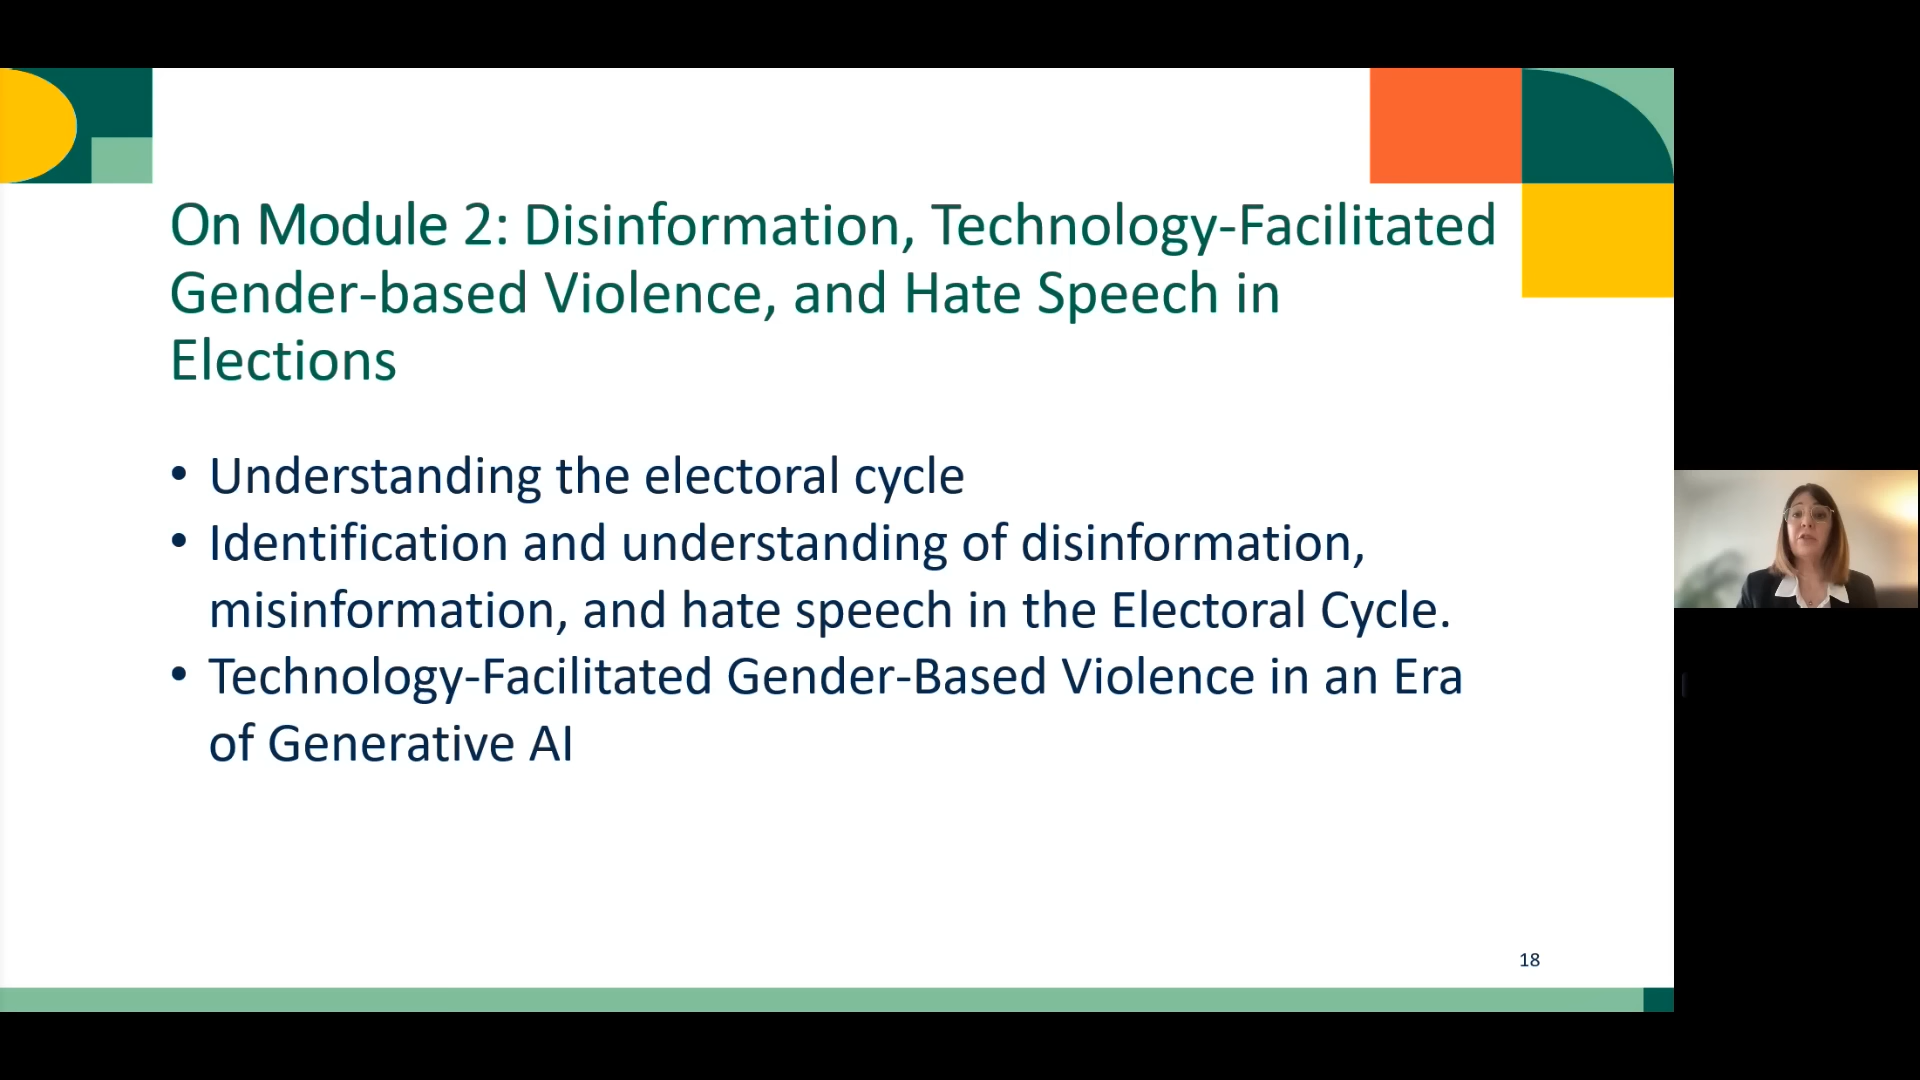 On Module 2: Disinformation, Technology-Facilitated
Gender-based Violence, and Hate Speech in
Elections
• Understanding the electoral cycle
• Identification and understanding of disinformation,
misinformation, and hate speech in the Electoral Cycle.
• Technology-Facilitated Gender-Based Violence in an Era
of Generative AI
18